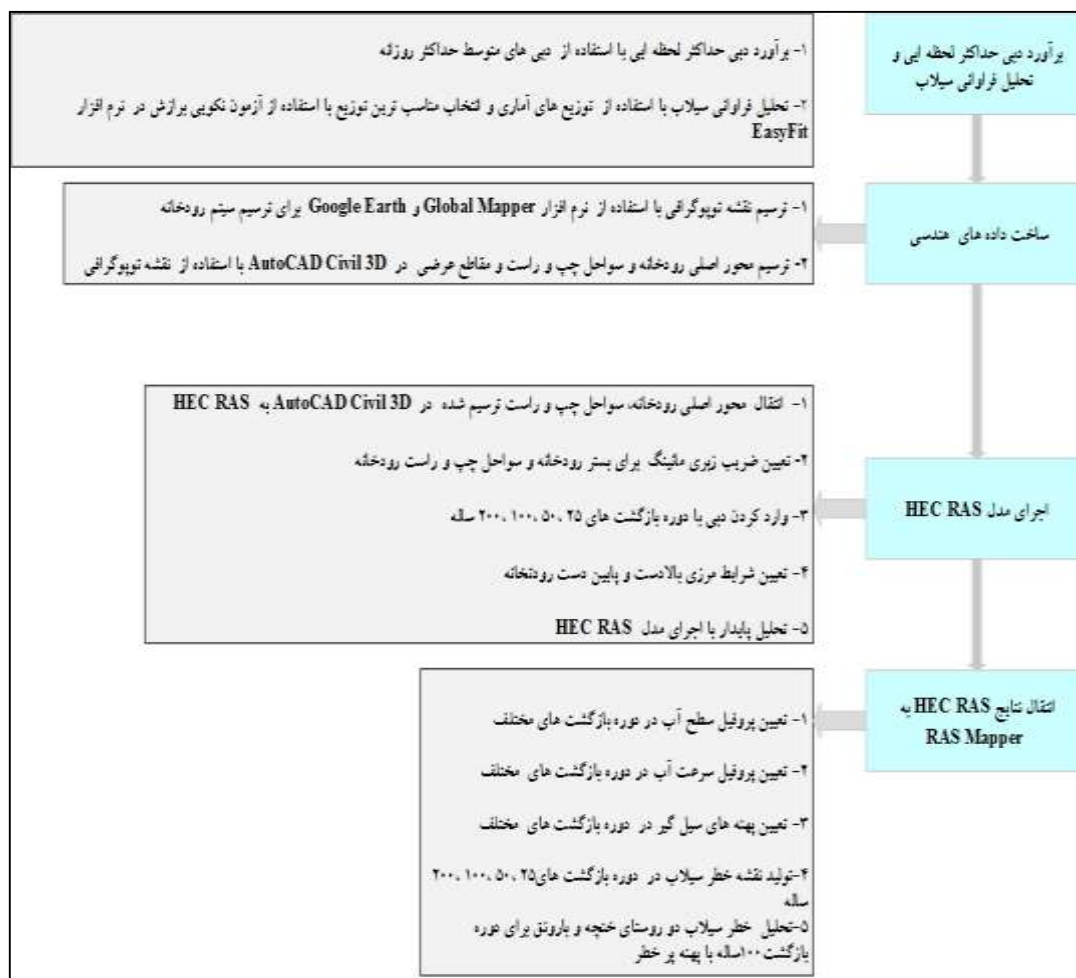 برآورد دبی حداکثر لحظه ایی و
تحلیل فراوانی سیلاب
۱- برآورد دبی حداکثر لحظه ایی با استفاده از دبی های متوسط حداکثر روزانه
۲- تحلیل فراوانی سیلاب با استفاده از توزیع های آماری و انتخاب مناسب ترین توزیع با استفاده از آزمون نکویی برازش در نرم افزار
EasyFit
ساخت داده های هندسی
۱- ترسیم نقشه توپوگرافی با استفاده از نرم افزار Global Mapper و Google Earth برای ترسیم سیتم رودخانه
۲- ترسیم محور اصلی رودخانه و سواحل چپ و راست و مقاطع عرضی در AutoCAD Civil 3D با استفاده از نقشه توپوگرافی
اجرای مدل HEC RAS
۱- انتقال محور اصلی رودخانه، سواحل چپ و راست ترسیم شده در AutoCAD Civil 3D به HEC RAS
۲- تعیین ضریب زبری مانینگ برای بستر رودخانه و سواحل چپ و راست رودخانه
۳- وارد کردن دبی با دوره بازگشت های ۲۵ ،۵۰ ،۱۰۰ ،۲۰۰ ساله
۴- تعیین شرایط مرزی بالادست و پایین دست رودتخانه
۵- تحلیل پایدار با اجرای مدل HEC RAS
انتقال نتایج HEC RAS به
RAS Mapper
۱- تعیین پروفیل سطح آب در دوره بازگشت های مختلف
۲- تعیین پروفیل سرعت آب در دوره بازگشت های مختلف
۳- تعیین پهنه های سیل گیر در دوره بازگشت های مختلف
۴-تولید نقشه خطر سیلاب در دوره بازگشت های۲۵ ،۵۰ ،۱۰۰ ،۲۰۰
ساله
۵-تحلیل خطر سیلاب دو روستای خنچه و باروتق برای دوره
بازگشت۱۰۰ساله با پهنه پر خطر